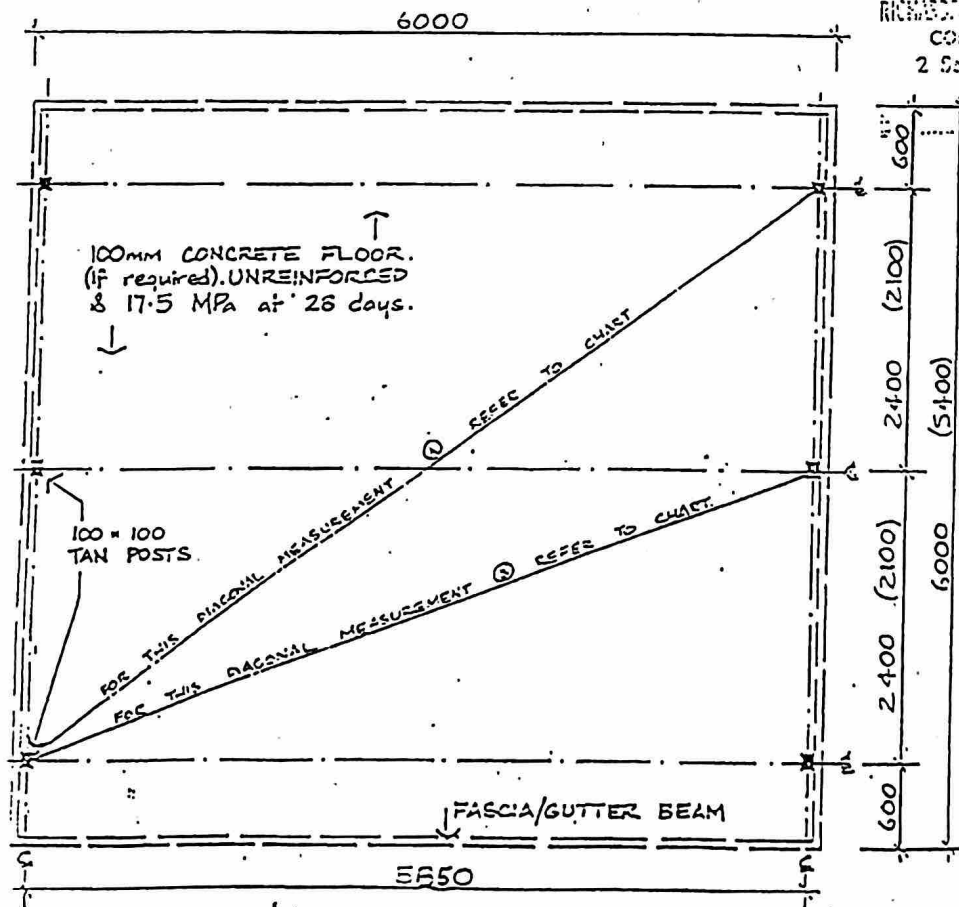 6000
CO
2
600
100mm CONCRETE FLOOR.
(If required). UNREINFORCED
& 17.5 MPa at 28 days.
(2100)
2400
(5400)
6000
FOR THIS DIAGONAL MEASUREMENT @ REFER TO CHART
100 x 100
TAN POSTS
FOR THIS DIAGONAL MEASUREMENT @ REFER TO CHART.
(2100)
2400
600
FASCIA/GUTTER BEAM
5850